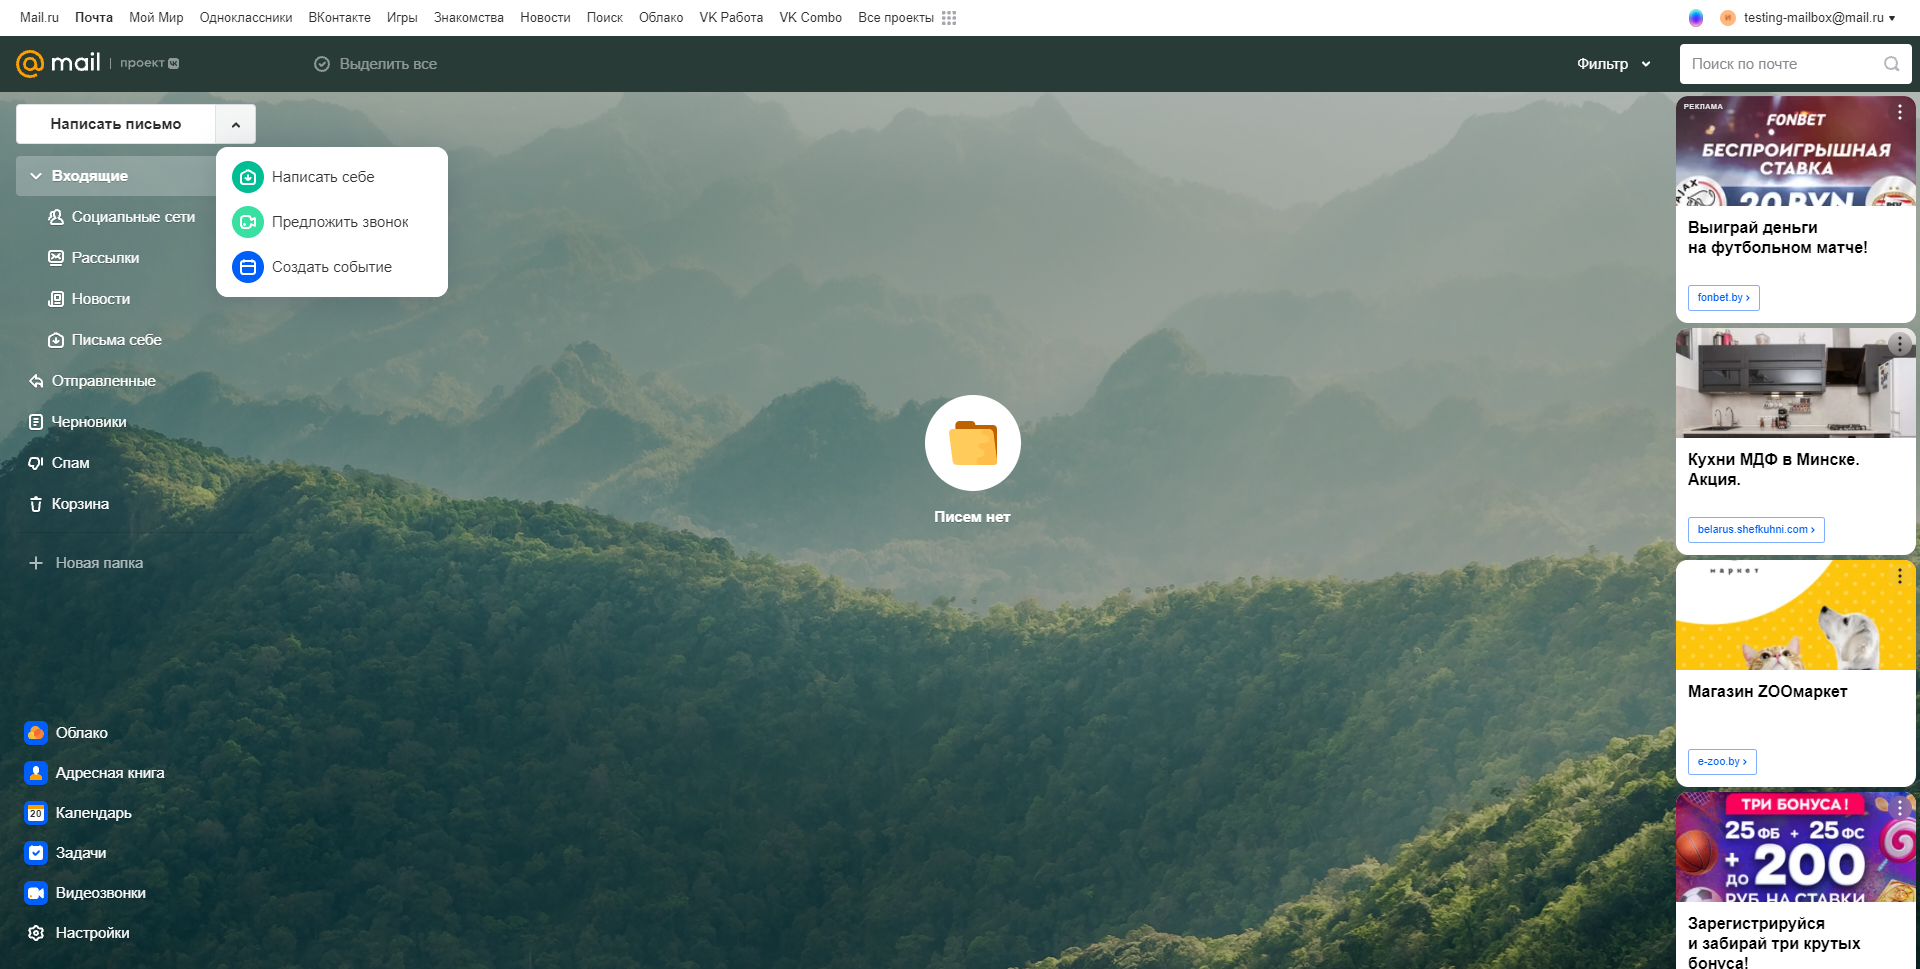 Mail.ru Почта Мой Мир Одноклассники ВКонтакте Игры Знакомства Новости Поиск Облако VK Работа VK Combo Все проекты
testing-mailbox@mail.ru
@mail проект
Выделить все
Фильтр
Поиск по почте
Написать письмо
Написать себе
Предложить звонок
Создать событие
Входящие
Социальные сети
Рассылки
Новости
Письма себе
Отправленные
Черновики
Спам
Корзина
Новая папка
Облако
Адресная книга
20
Календарь
Задачи
Видеозвонки
Настройки
Писем нет
РЕКЛАМА
FONBET
БЕСПРОИГРЫШНАЯ
СТАВКА
AJAX
20 BYN
Выиграй деньги
на футбольном матче!
fonbet.by
Кухни МДФ в Минске.
Акция.
belarus.shefkuhni.com
маркет
Магазин ZOOмаркет
e-zoo.by
ТРИ БОНУСА!
25 ФБ + 25 ФС
+ ДО 200
РУБ НА СТАВКИ
Зарегистрируйся
и забирай три крутых
бонуса!